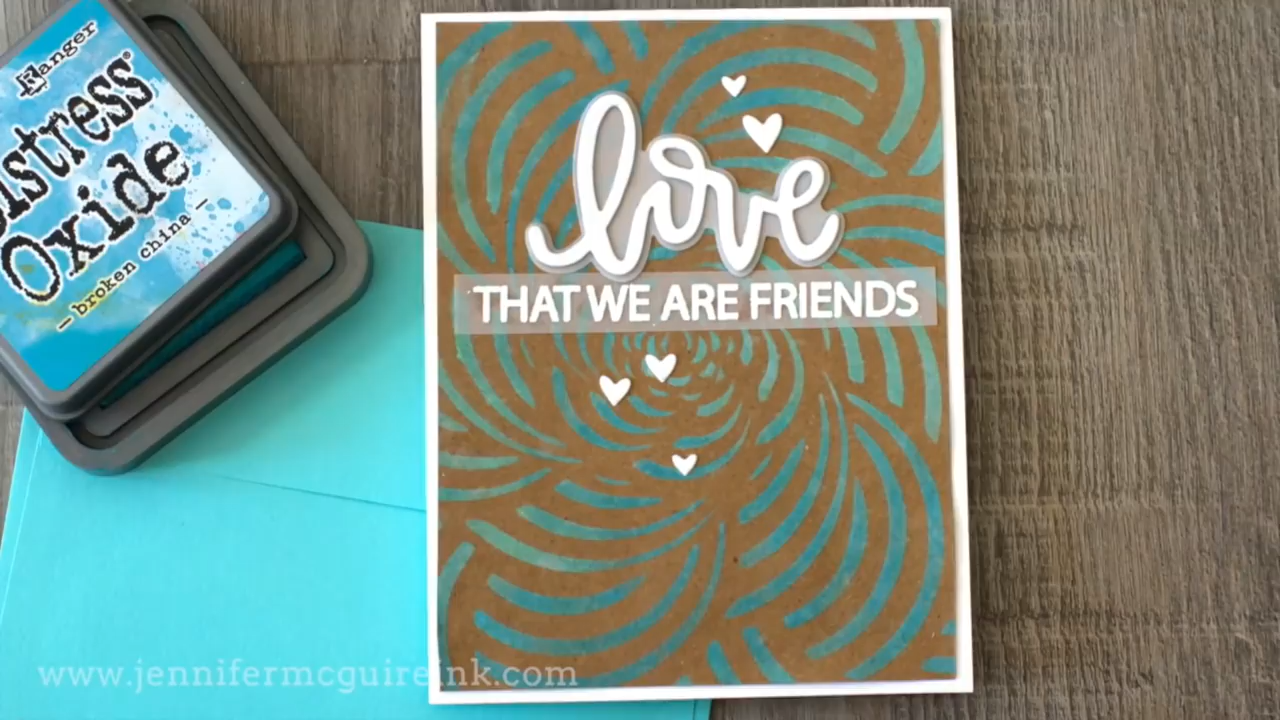 Ranger
Distress
Oxide
— broken china —
love
THAT WE ARE FRIENDS
www.jennifermcguireink.com